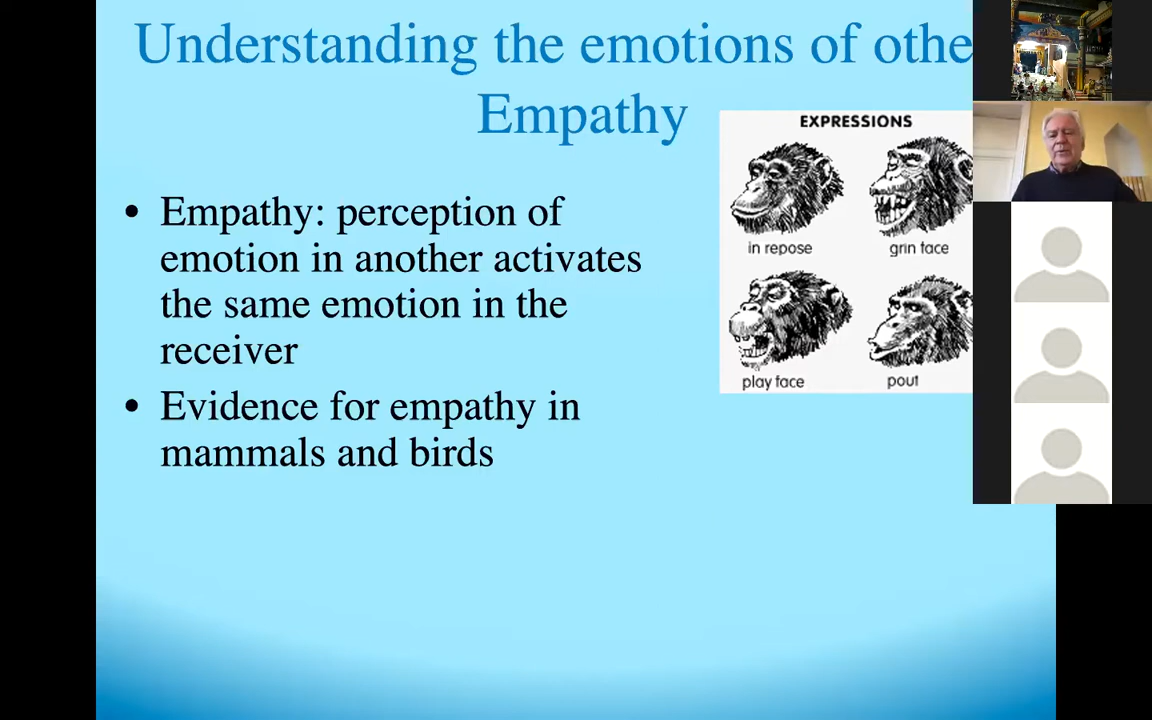 Understanding the emotions of othe
Empathy
EXPRESSIONS
in repose
grin face
play face
pout
• Empathy: perception of
emotion in another activates
the same emotion in the
receiver
• Evidence for empathy in
mammals and birds